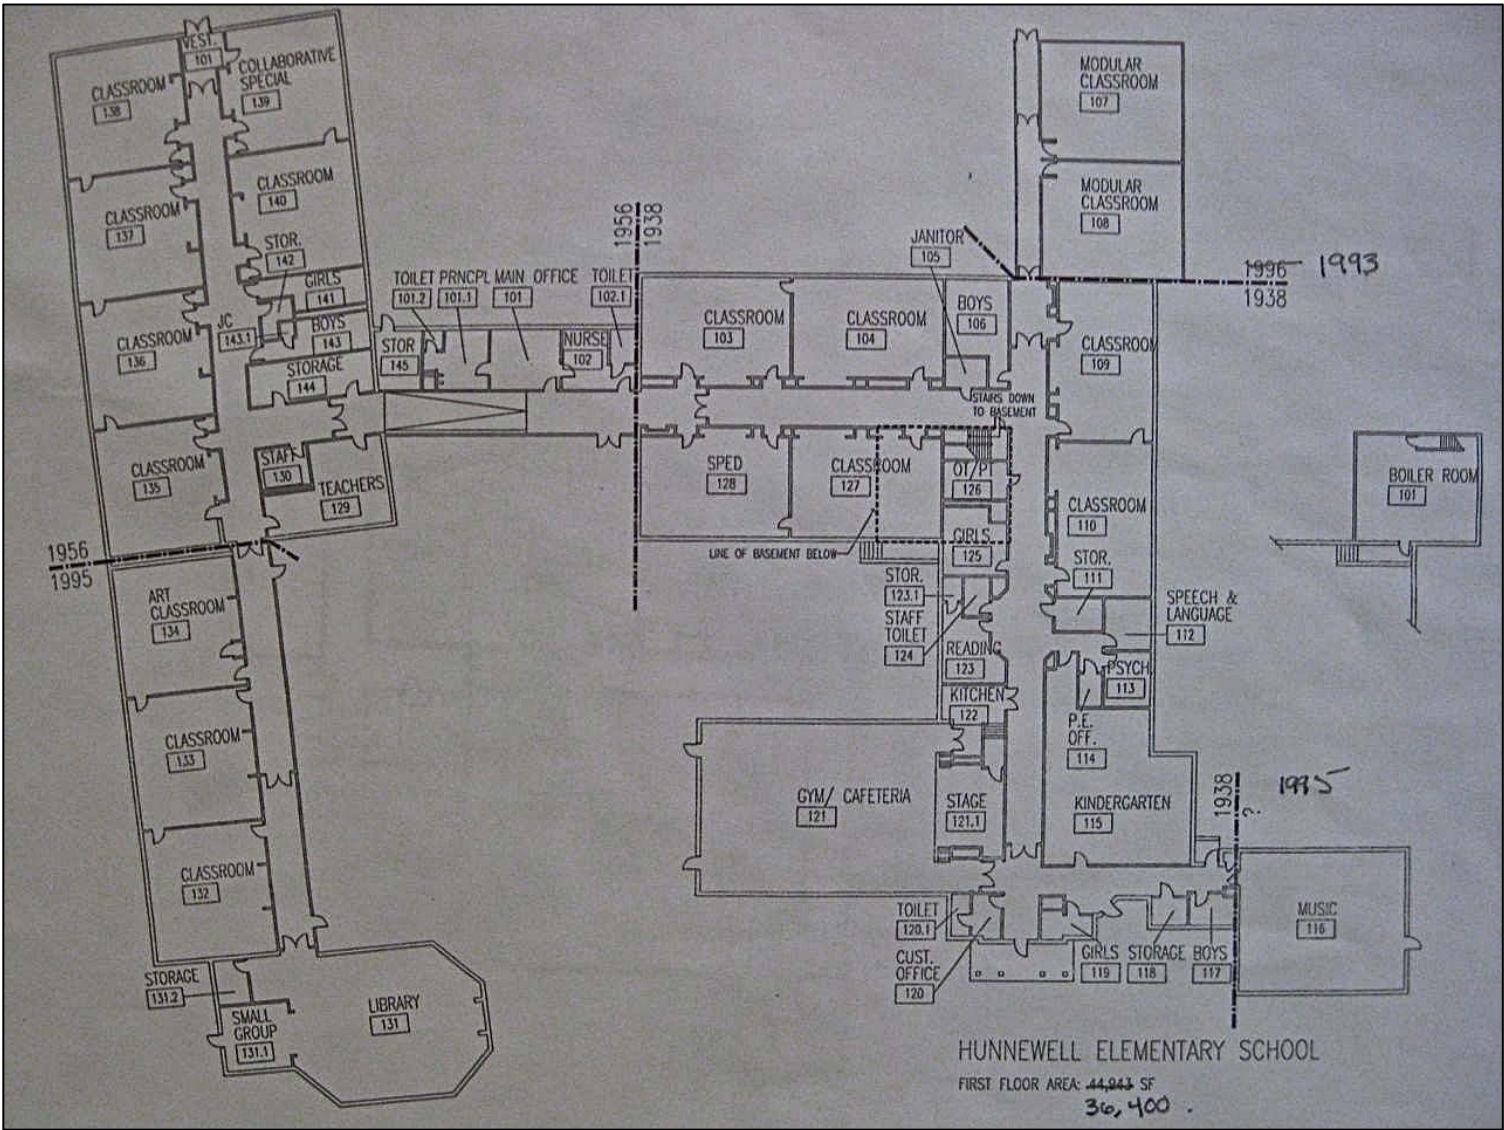 VEST.
101
CLASSROOM
138
COLLABORATIVE
SPECIAL
139
CLASSROOM
137
CLASSROOM
140
STOR.
142
GIRLS
141
JC
143.1
BOYS
143
CLASSROOM
136
STORAGE
144
CLASSROOM
135
STAFF
130
TEACHERS
129
1956
1995
ART
CLASSROOM
134
CLASSROOM
133
CLASSROOM
132
STORAGE
131.2
SMALL
GROUP
131.1
LIBRARY
131
TOILET
101.2
PRNCPL
101.1
MAIN OFFICE
101
TOILET
102.1
STOR
145
NURSE
102
1956
1938
CLASSROOM
103
CLASSROOM
104
JANITOR
105
BOYS
106
STAIRS DOWN
TO BASEMENT
SPED
128
CLASSROOM
127
OT/PT
126
GIRLS
125
LINE OF BASEMENT BELOW
STOR.
123.1
STAFF
TOILET
124
READING
123
KITCHEN
122
GYM/ CAFETERIA
121
STAGE
121.1
TOILET
120.1
CUST.
OFFICE
120
MODULAR
CLASSROOM
107
MODULAR
CLASSROOM
108
1996 1993
1938
CLASSROOM
109
CLASSROOM
110
STOR.
111
SPEECH &
LANGUAGE
112
PSYCH
113
P.E.
OFF.
114
KINDERGARTEN
115
1938
?
1995
MUSIC
116
GIRLS
119
STORAGE
118
BOYS
117
BOILER ROOM
101
HUNNEWELL ELEMENTARY SCHOOL
FIRST FLOOR AREA: 44,943 SF
36,400 .